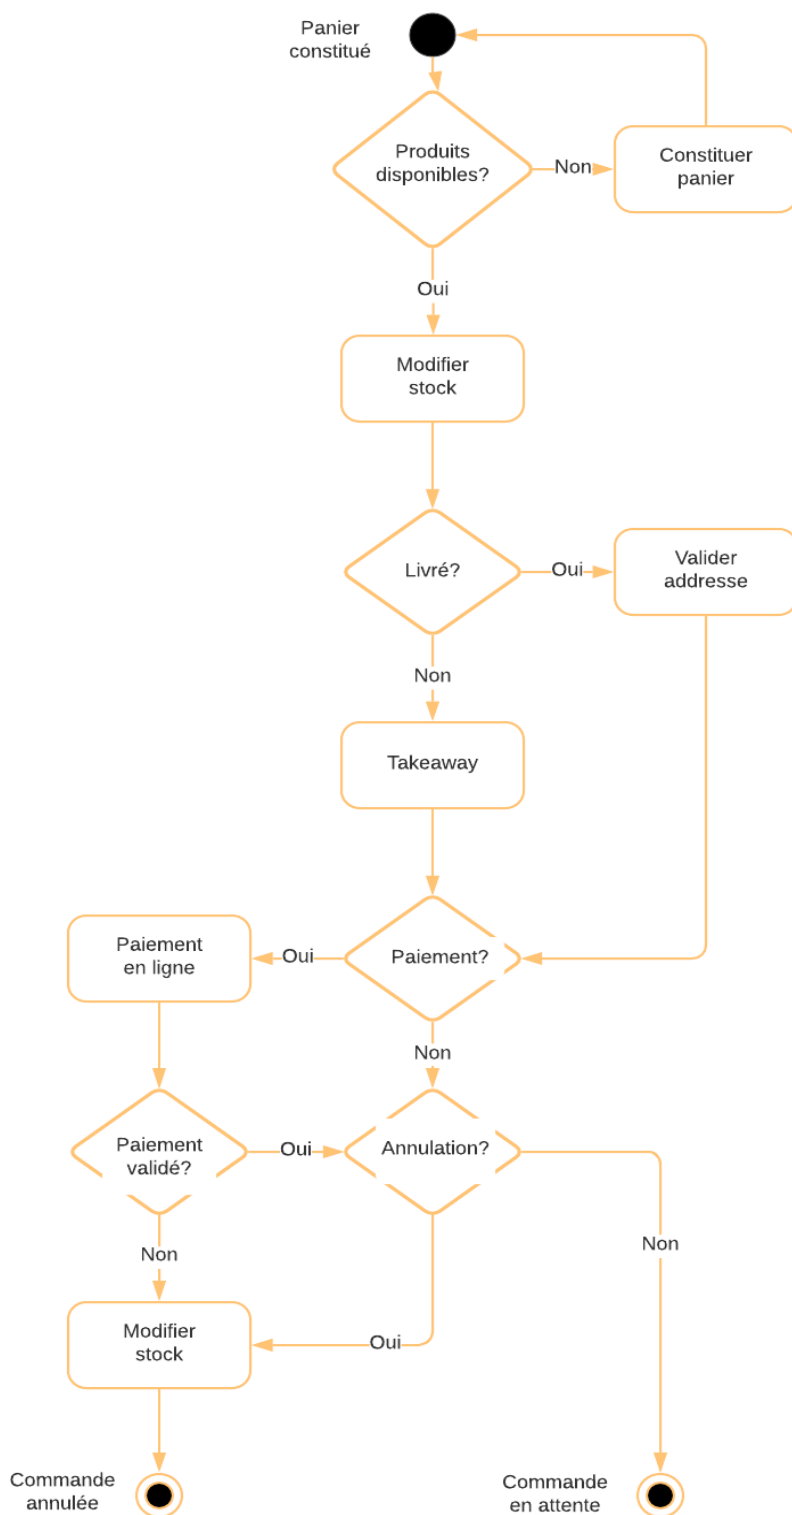 Panier
constitué
Produits
disponibles?
Non
Constituer
panier
Oui
Modifier
stock
Livré?
Oui
Valider
addresse
Non
Takeaway
Paiement
en ligne
Oui
Paiement?
Non
Paiement
validé?
Oui
Annulation?
Non
Non
Modifier
stock
Oui
Commande
annulée
Commande
en attente